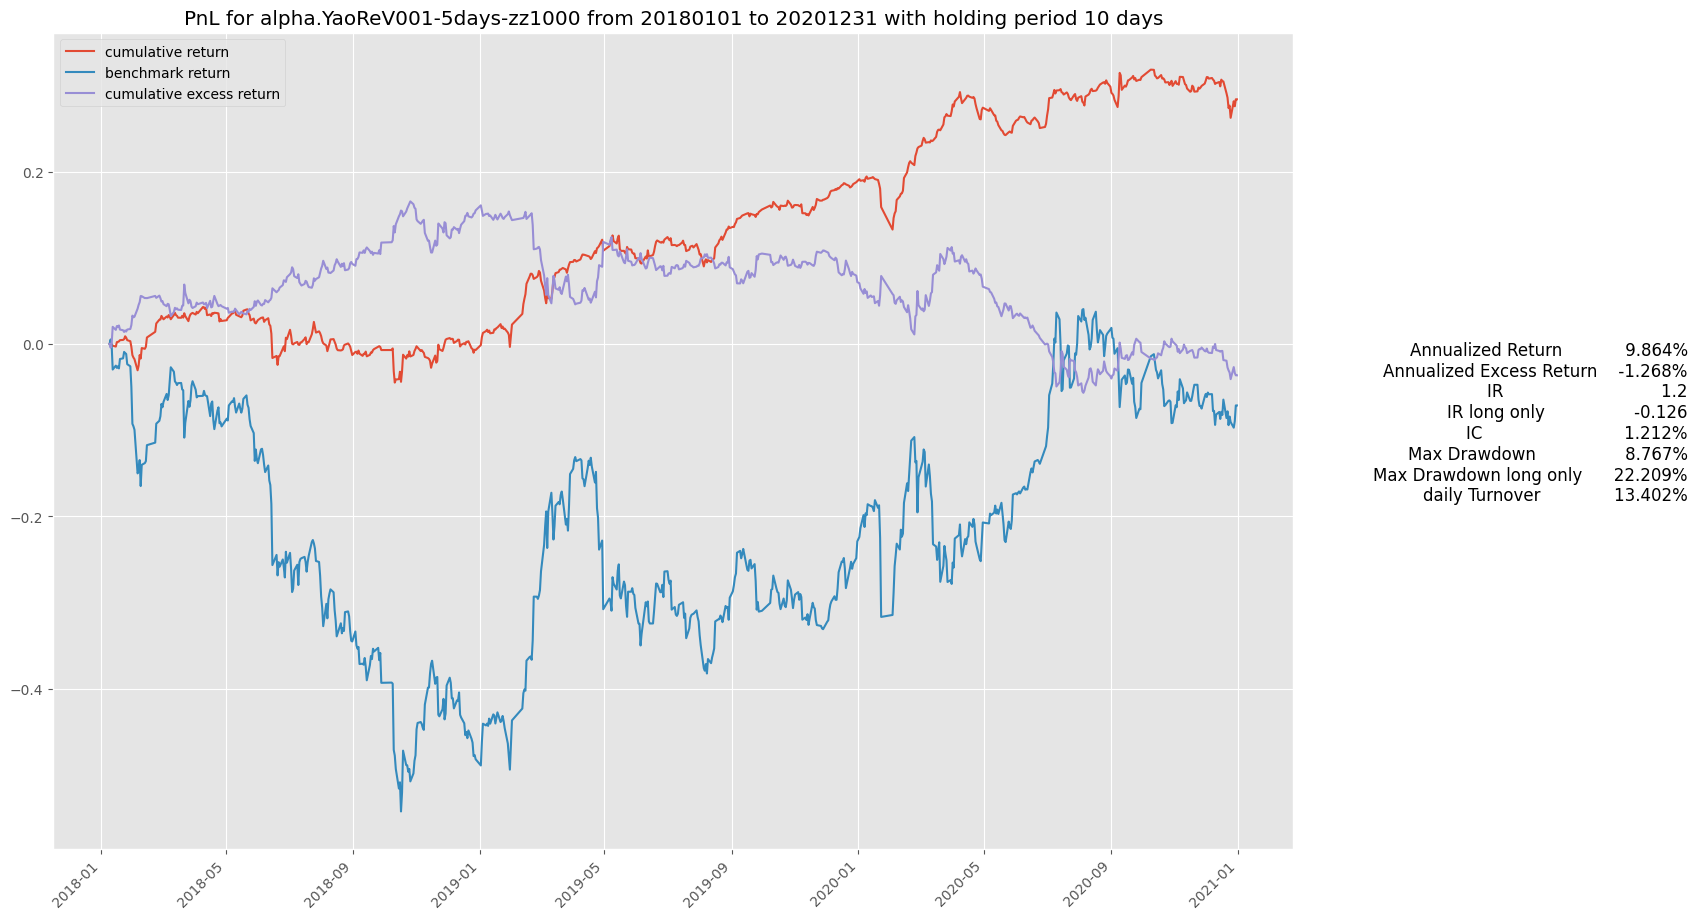 PnL for alpha.YaoReV001-5days-zz1000 from 20180101 to 20201231 with holding period 10 days
cumulative return
benchmark return
cumulative excess return
0.2
0.0
−0.2
−0.4
2018-01
2018-05
2018-09
2019-01
2019-05
2019-09
2020-01
2020-05
2020-09
2021-01
Annualized Return 9.864%
Annualized Excess Return -1.268%
IR 1.2
IR long only -0.126
IC 1.212%
Max Drawdown 8.767%
Max Drawdown long only 22.209%
daily Turnover 13.402%